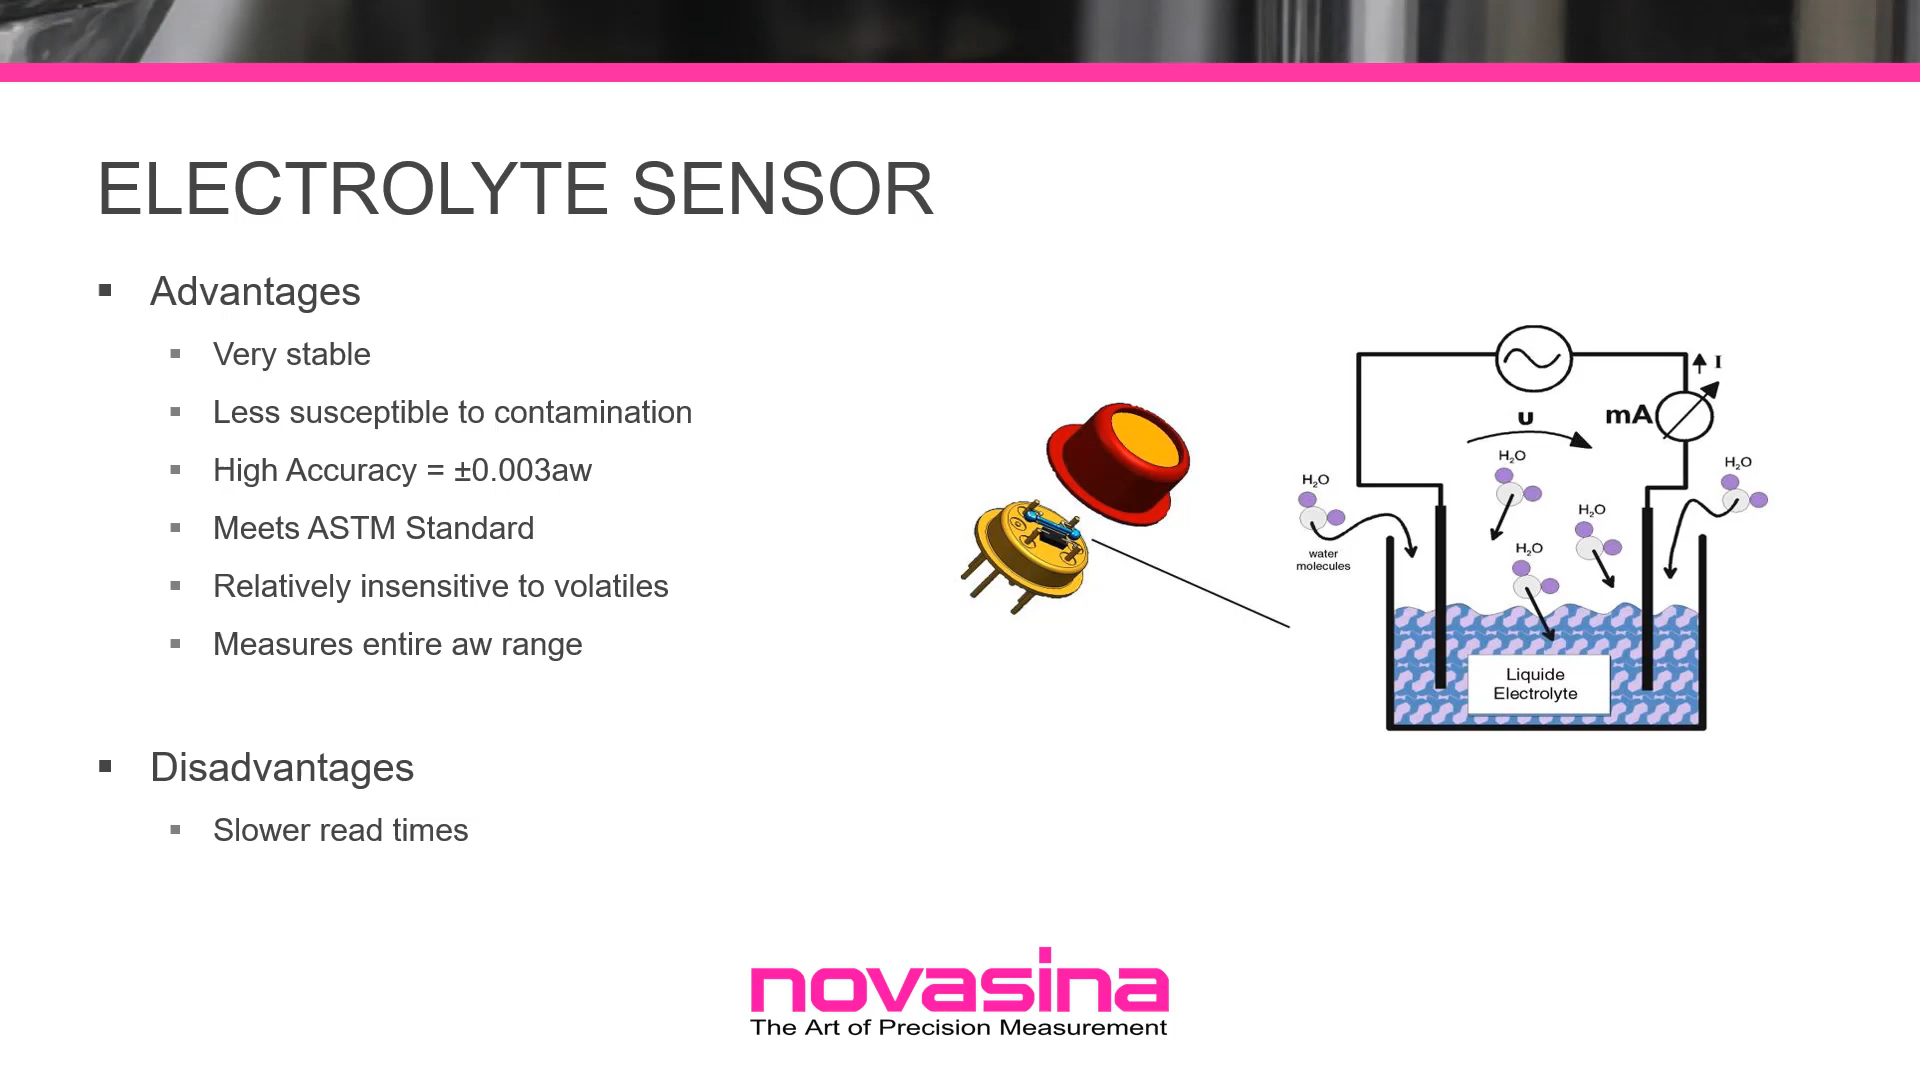 ELECTROLYTE SENSOR
Advantages
Very stable
Less susceptible to contamination
High Accuracy = ±0.003aw
Meets ASTM Standard
Relatively insensitive to volatiles
Measures entire aw range
Disadvantages
Slower read times
I
u
mA
H₂O
H₂O
H₂O
H₂O
H₂O
water
molecules
Liquide
Electrolyte
novasina
The Art of Precision Measurement